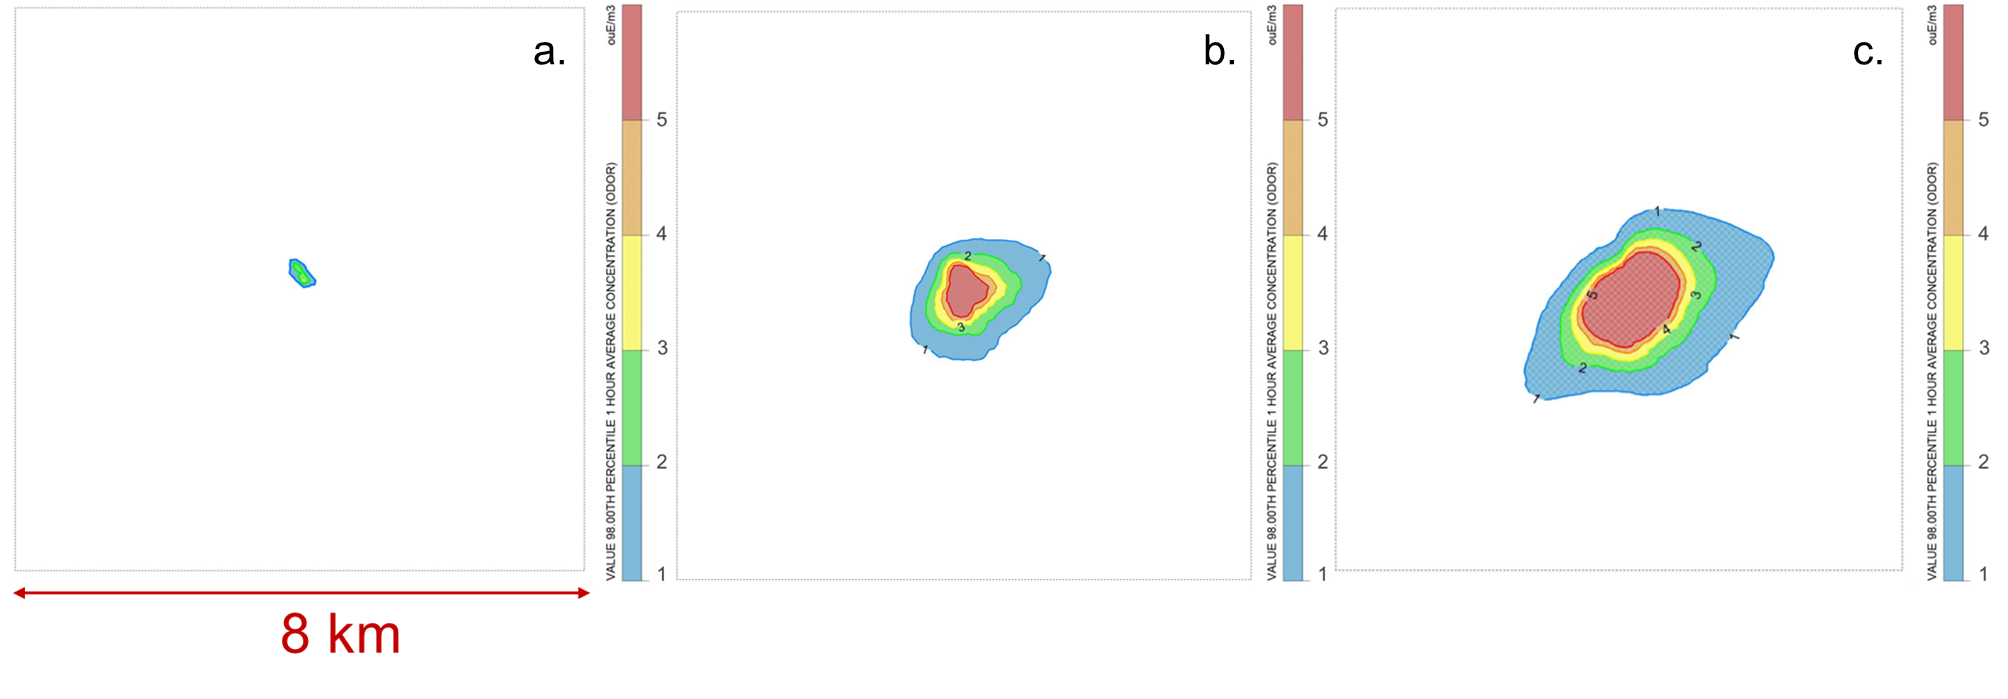 a.
ouE/m3
VALUE 98.00TH PERCENTILE 1 HOUR AVERAGE CONCENTRATION (ODOR)
5
4
3
2
1
8 km
b.
2
1
3
1
ouE/m3
VALUE 98.00TH PERCENTILE 1 HOUR AVERAGE CONCENTRATION (ODOR)
5
4
3
2
1
c.
1
2
5
3
4
1
2
1
ouE/m3
VALUE 98.00TH PERCENTILE 1 HOUR AVERAGE CONCENTRATION (ODOR)
5
4
3
2
1